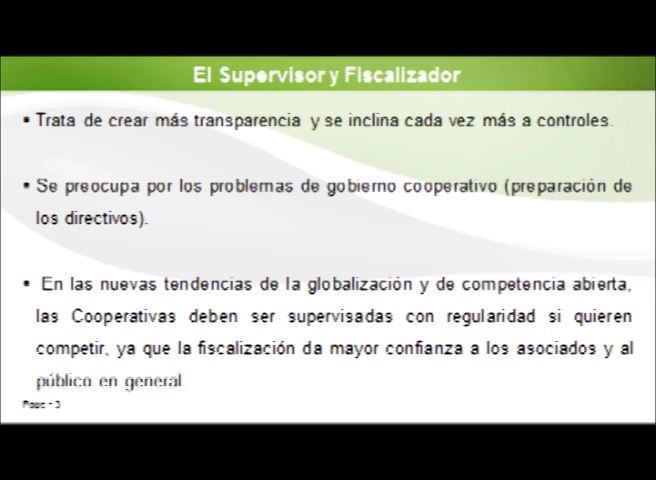 El Supervisor y Fiscalizador
▪ Trata de crear más transparencia y se inclina cada vez más a controles.
▪ Se preocupa por los problemas de gobierno cooperativo (preparación de
los directivos).
▪ En las nuevas tendencias de la globalización y de competencia abierta,
las Cooperativas deben ser supervisadas con regularidad si quieren
competir, ya que la fiscalización da mayor confianza a los asociados y al
público en general